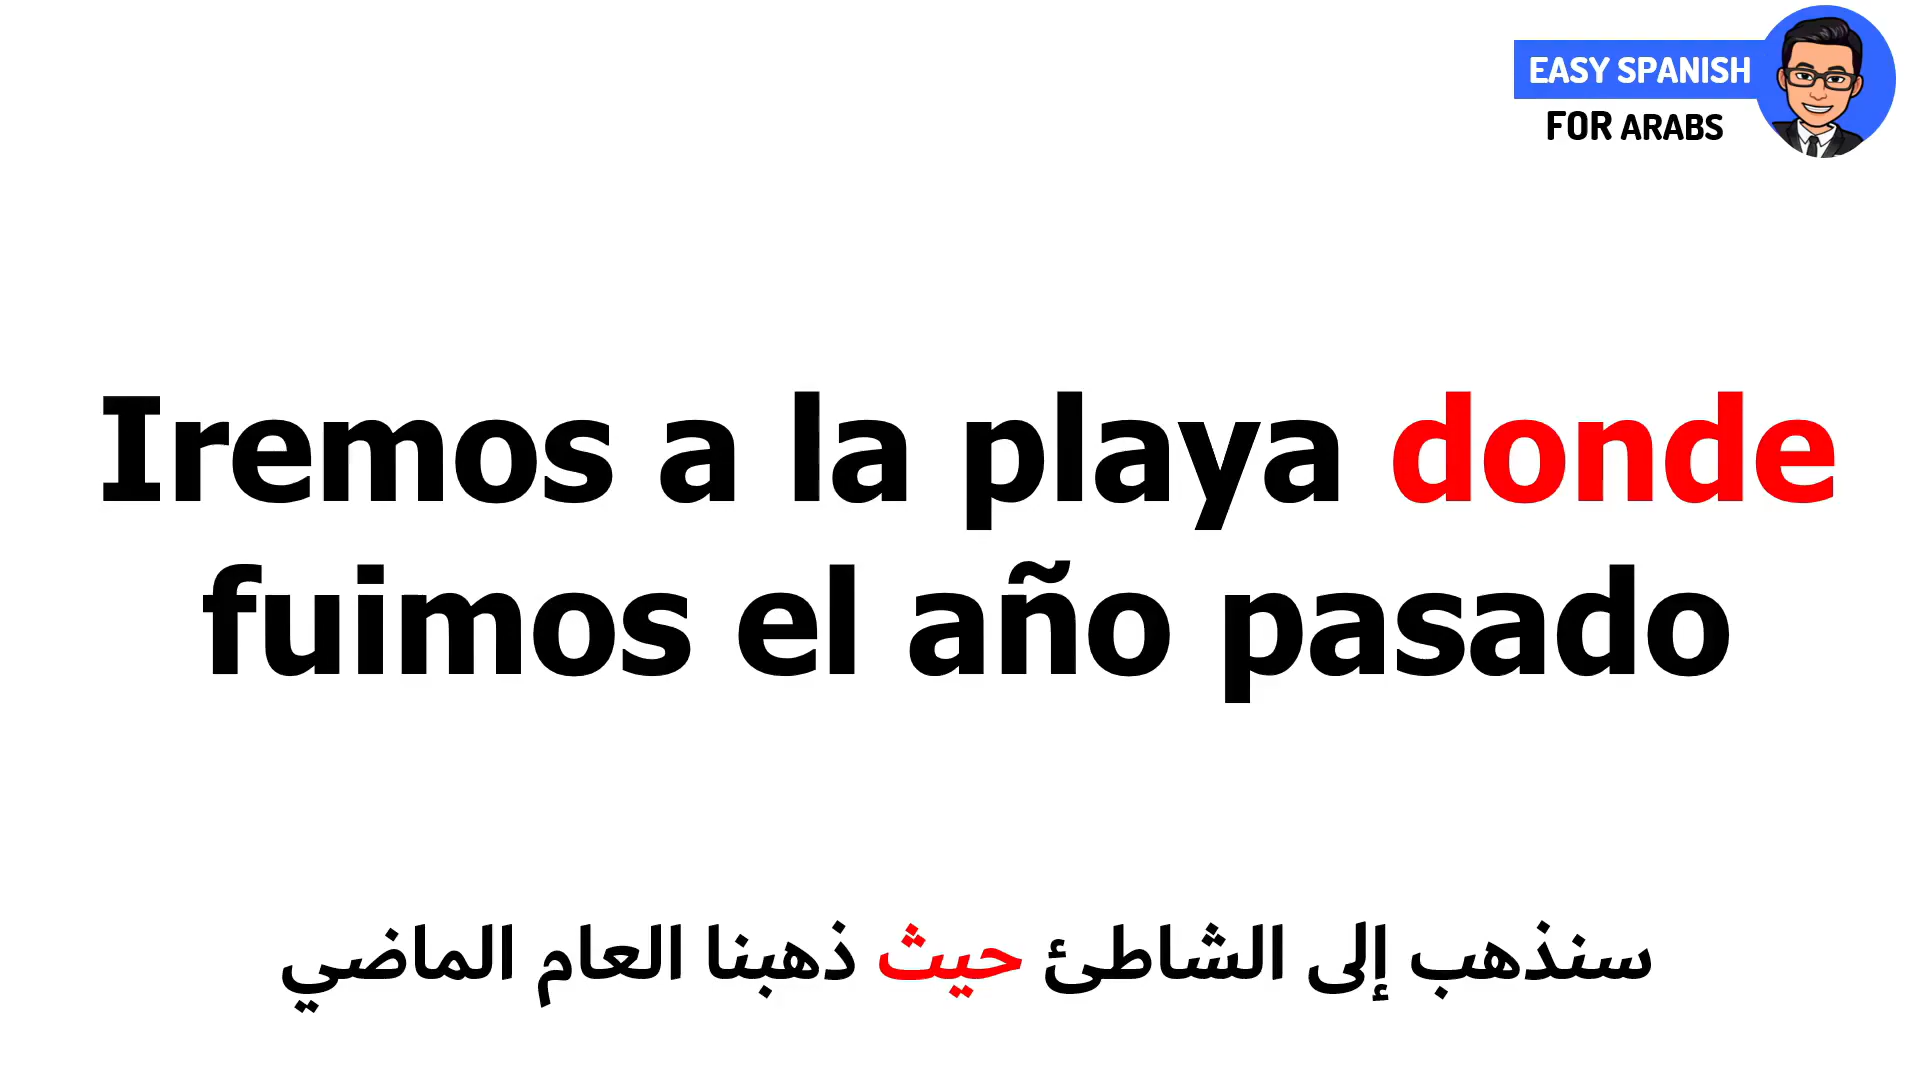 EASY SPANISH
FOR ARABS
Iremos a la playa donde
fuimos el año pasado
سنذهب إلى الشاطئ حيث ذهبنا العام الماضي